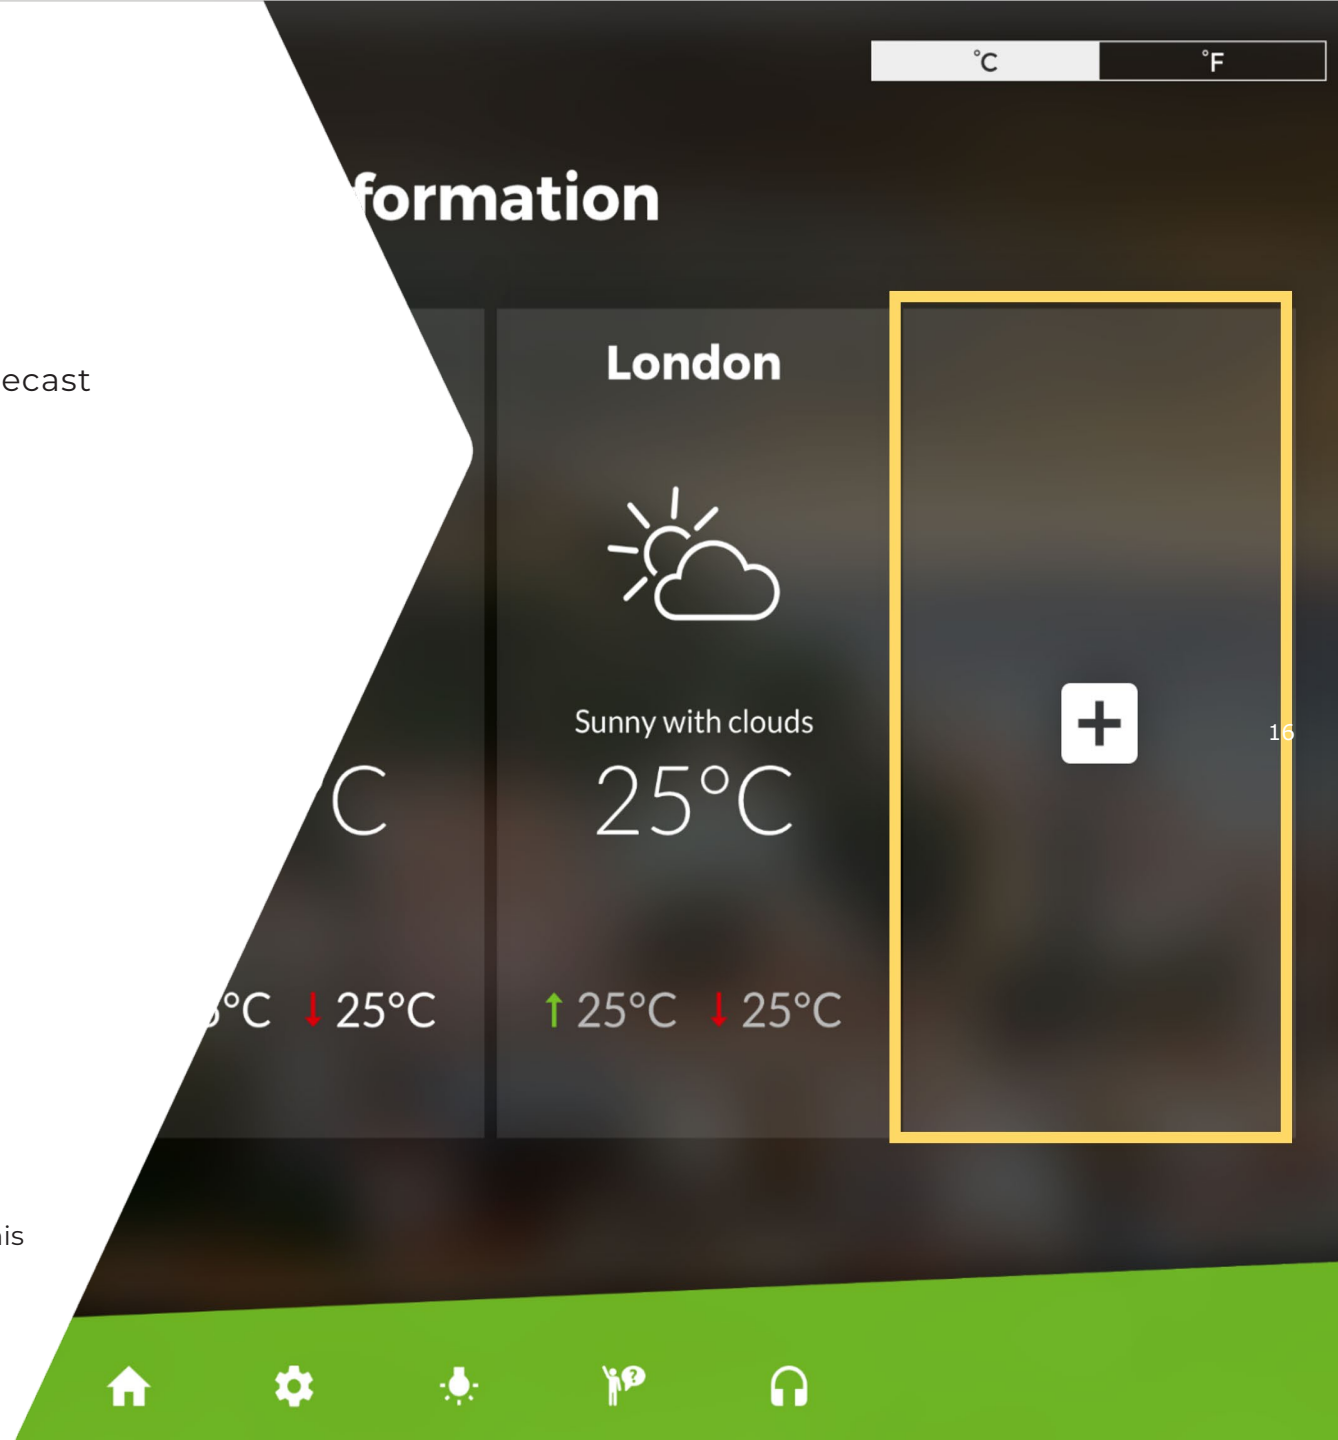 °C °F
formation
ecast
London
Sunny with clouds
16
C
25°C
°C ↓ 25°C
↑ 25°C ↓ 25°C
is